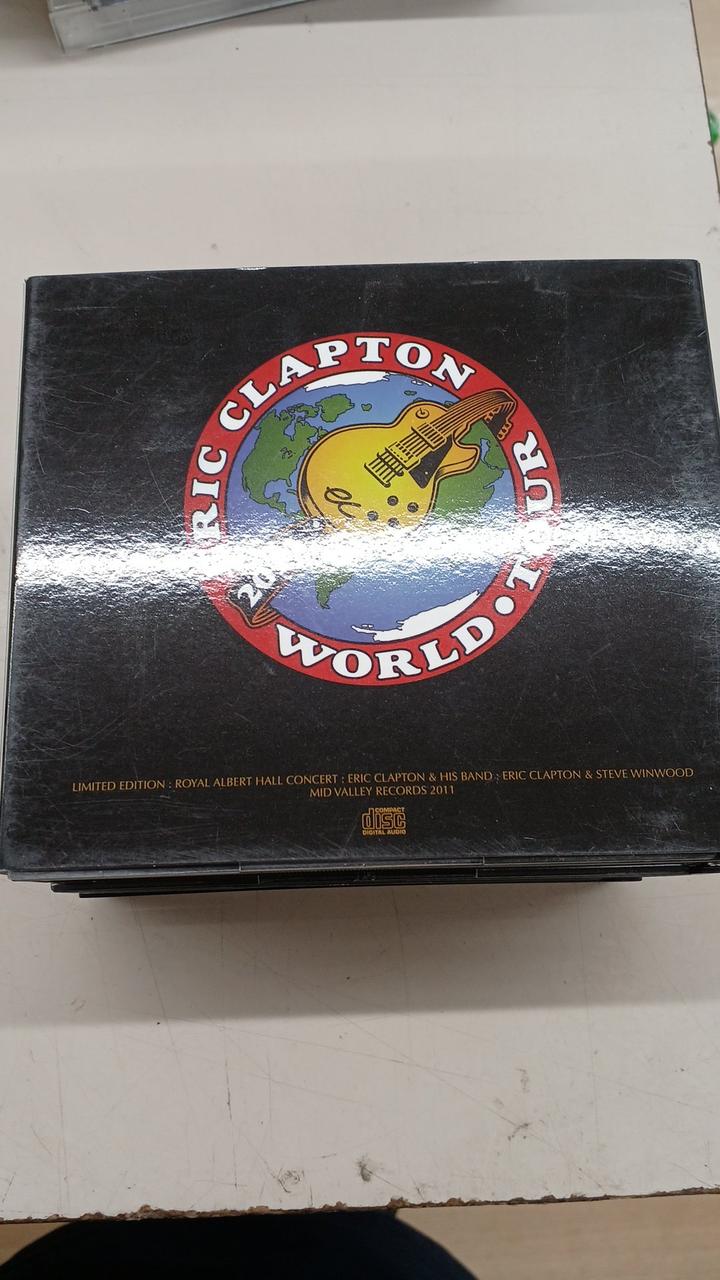 ERIC CLAPTON
WORLD • TOUR
ec
LIMITED EDITION : ROYAL ALBERT HALL CONCERT : ERIC CLAPTON & HIS BAND : ERIC CLAPTON & STEVE WINWOOD
MID VALLEY RECORDS 2011
COMPACT
disc
DIGITAL AUDIO